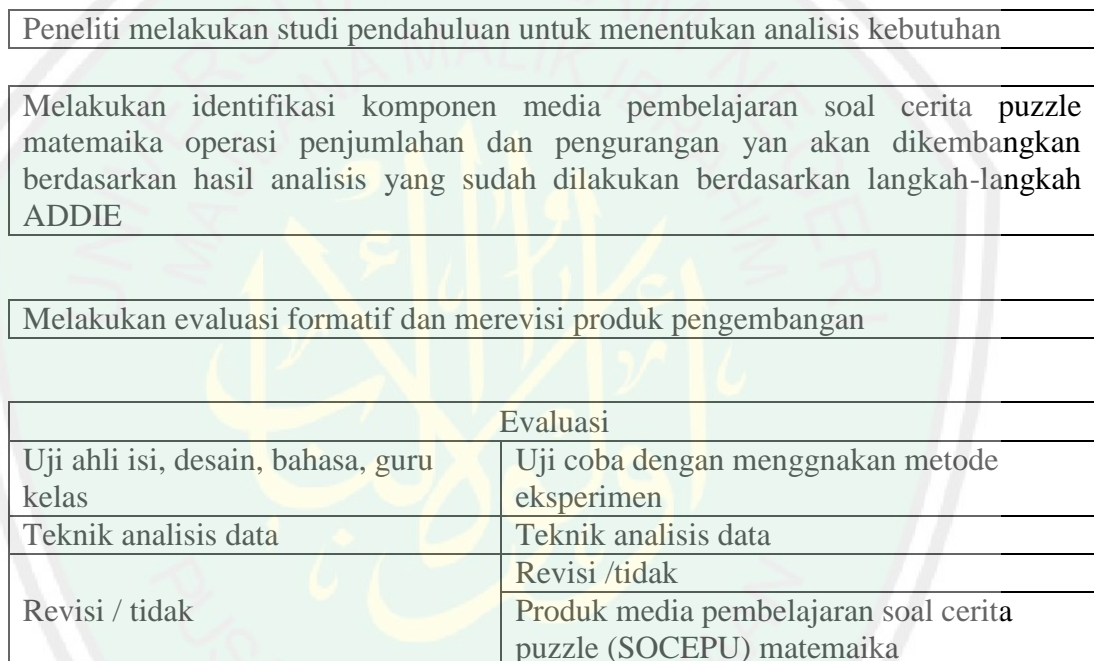 Peneliti melakukan studi pendahuluan untuk menentukan analisis kebutuhan
Melakukan identifikasi komponen media pembelajaran soal cerita puzzle
matemaika operasi penjumlahan dan pengurangan yan akan dikembangkan
berdasarkan hasil analisis yang sudah dilakukan berdasarkan langkah-langkah
ADDIE
Melakukan evaluasi formatif dan merevisi produk pengembangan
Evaluasi
Uji ahli isi, desain, bahasa, guru
kelas
Uji coba dengan menggnakan metode
eksperimen
Teknik analisis data
Teknik analisis data
Revisi / tidak
Revisi /tidak
Produk media pembelajaran soal cerita
puzzle (SOCEPU) matemaika